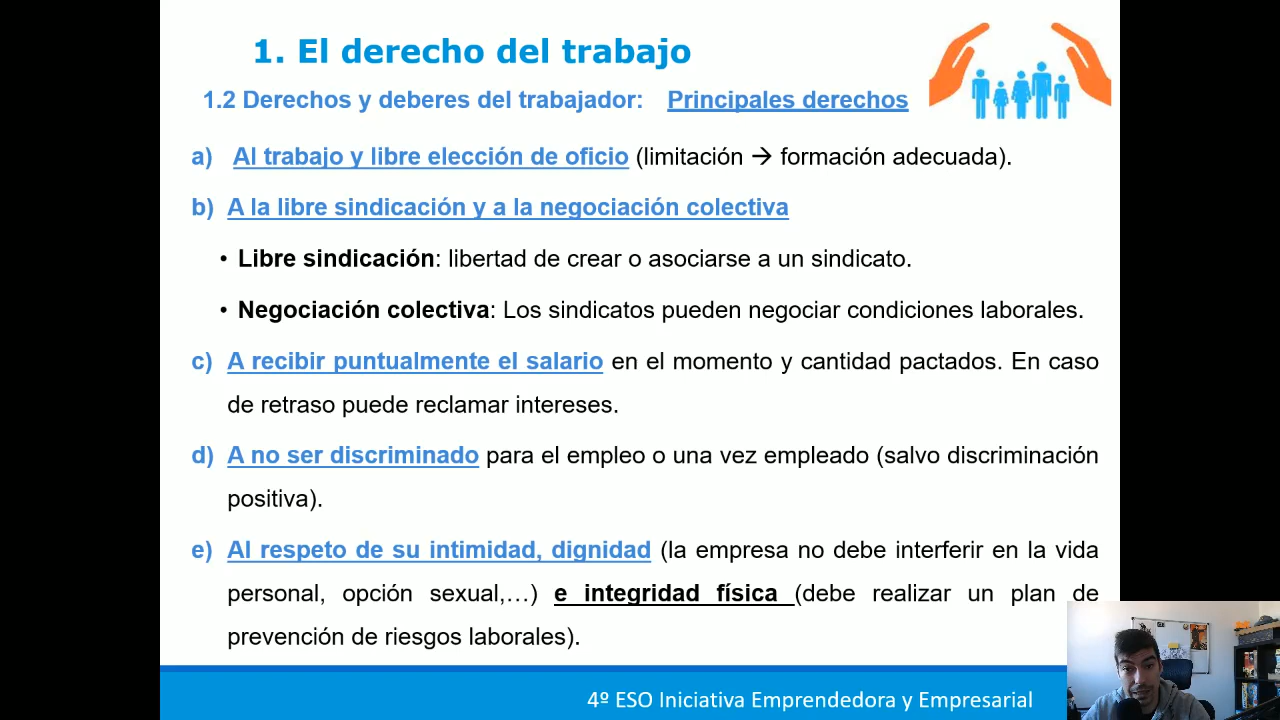 1. El derecho del trabajo
1.2 Derechos y deberes del trabajador: Principales derechos
a) Al trabajo y libre elección de oficio (limitación → formación adecuada).
b) A la libre sindicación y a la negociación colectiva
• Libre sindicación: libertad de crear o asociarse a un sindicato.
• Negociación colectiva: Los sindicatos pueden negociar condiciones laborales.
c) A recibir puntualmente el salario en el momento y cantidad pactados. En caso
de retraso puede reclamar intereses.
d) A no ser discriminado para el empleo o una vez empleado (salvo discriminación
positiva).
e) Al respeto de su intimidad, dignidad (la empresa no debe interferir en la vida
personal, opción sexual,…) e integridad física (debe realizar un plan de
prevención de riesgos laborales).
4º ESO Iniciativa Emprendedora y Empresarial